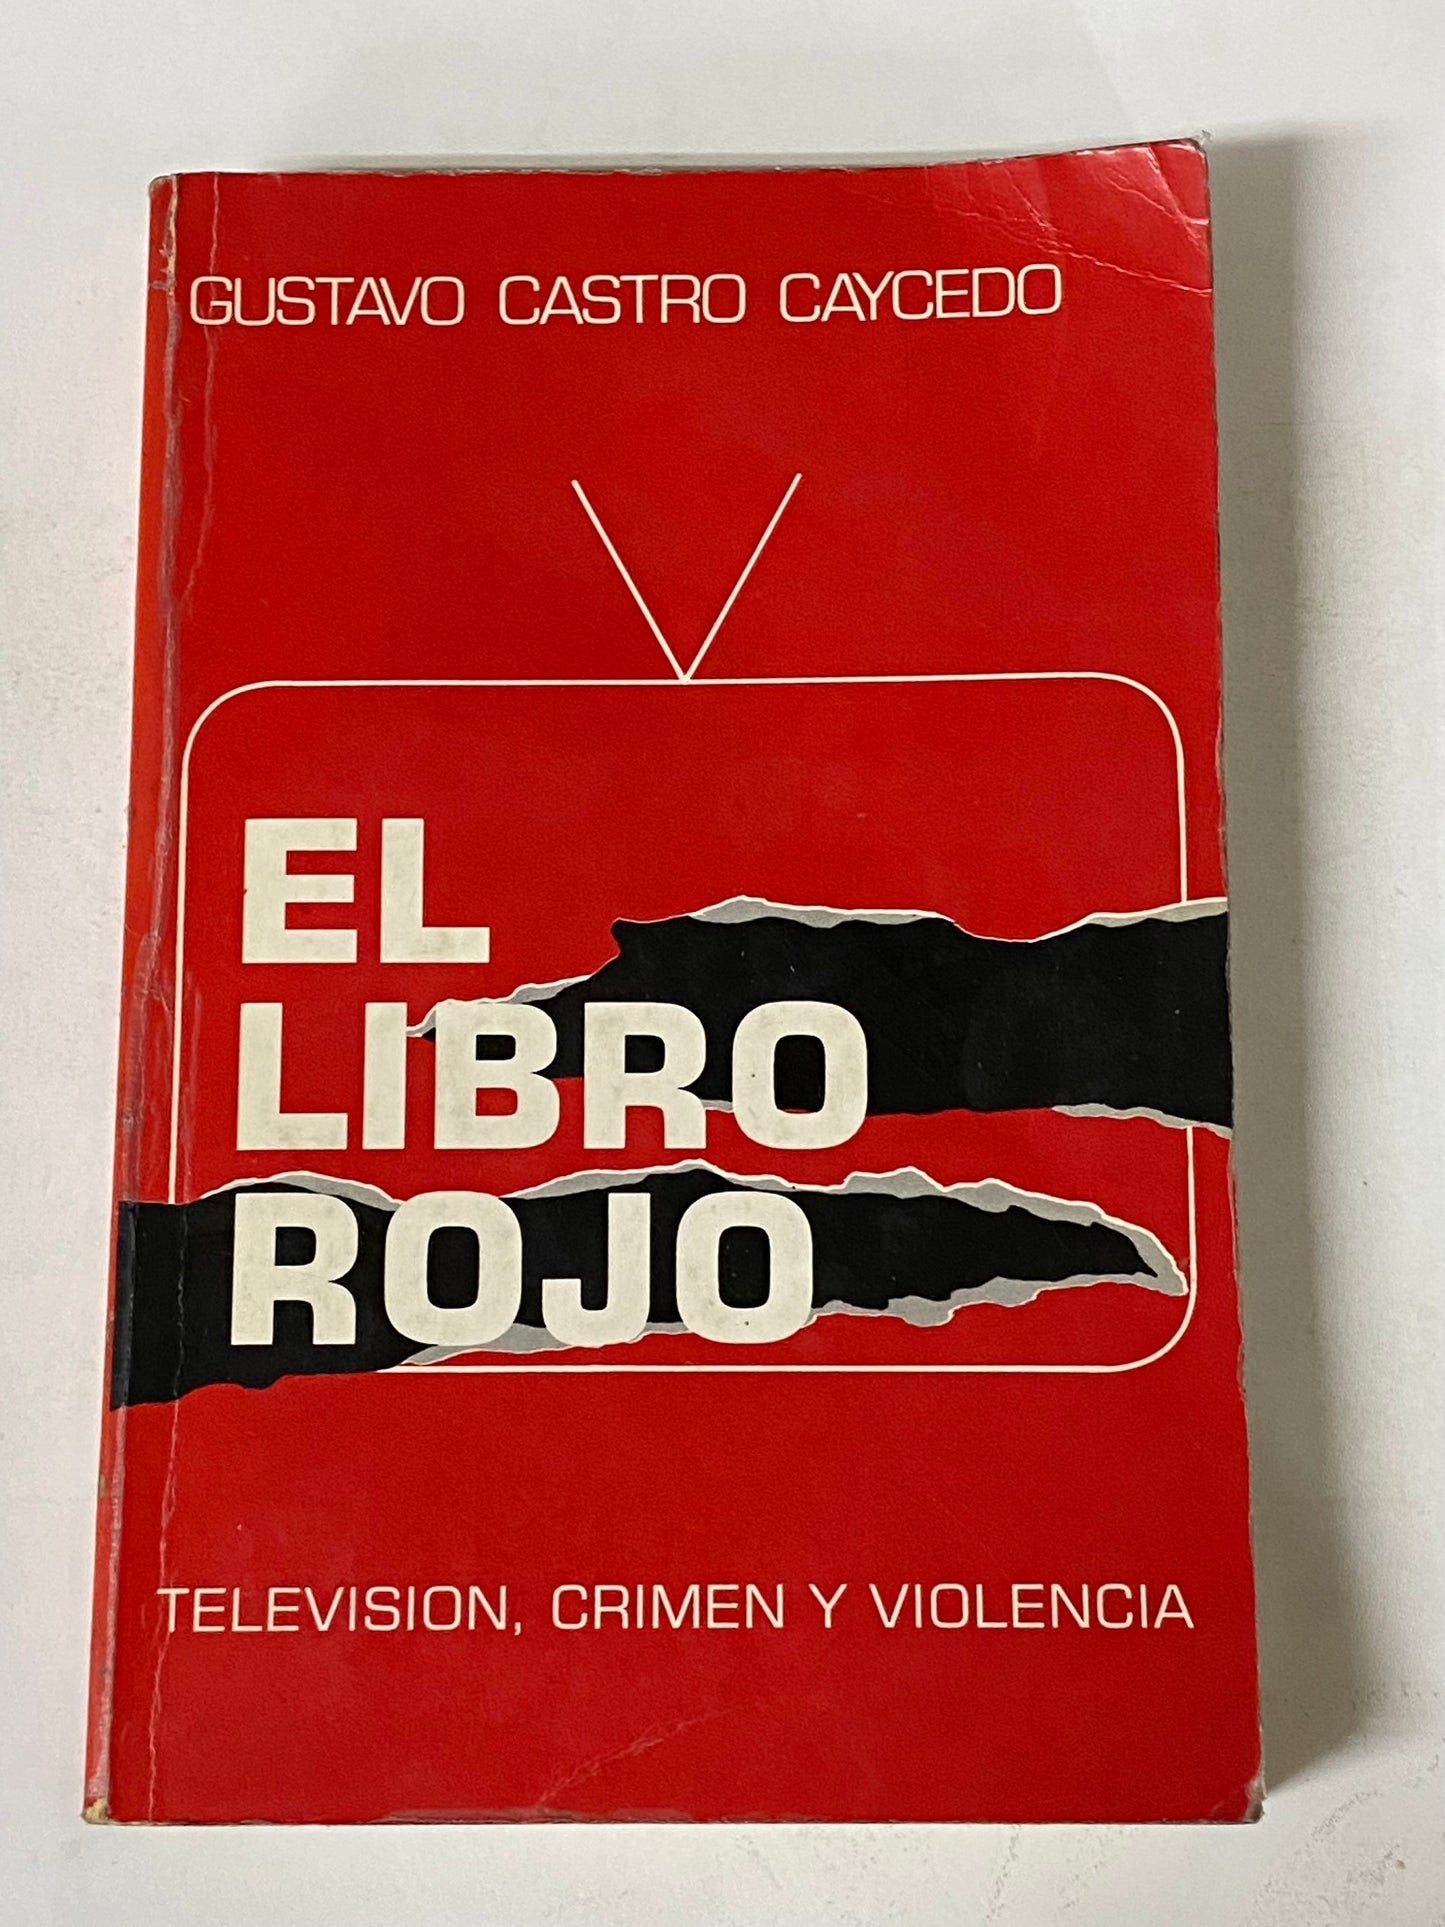 GUSTAVO CASTRO CAYCEDO
EL
LIBRO
ROJO
TELEVISION, CRIMEN Y VIOLENCIA